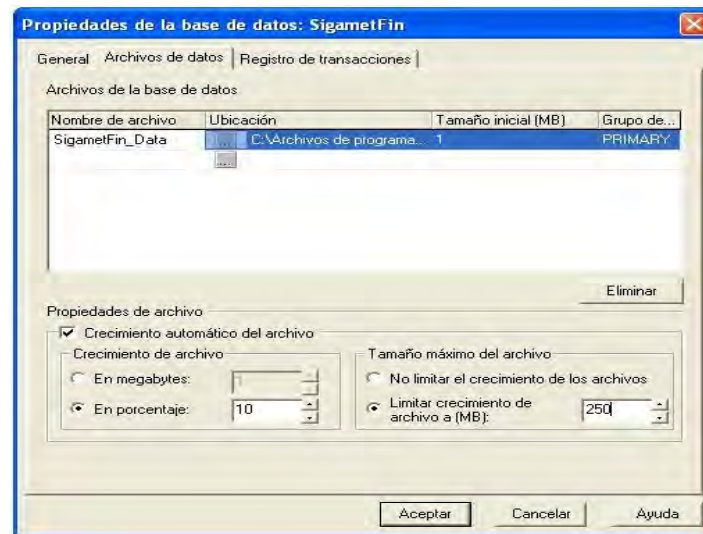 Propiedades de la base de datos: SigametFin
General Archivos de datos Registro de transacciones
Archivos de la base de datos
Nombre de archivo Ubicación Tamaño inicial (MB) Grupo de...
SigametFin_Data ... C:\Archivos de programa... 1 PRIMARY
...
Eliminar
Propiedades de archivo
Crecimiento automático del archivo
Crecimiento de archivo Tamaño máximo del archivo
En megabytes: 1 No limitar el crecimiento de los archivos
En porcentaje: 10 Limitar crecimiento de
archivo a (MB): 250
Aceptar Cancelar Ayuda